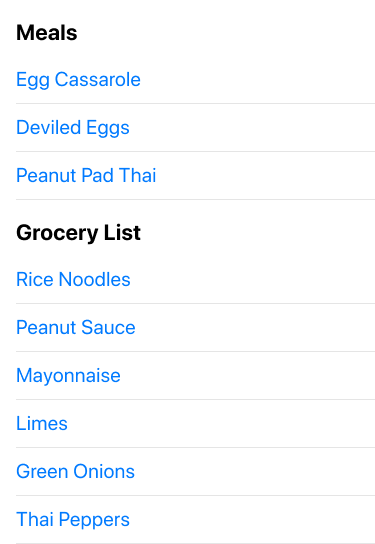 Meals
Egg Cassarole
Deviled Eggs
Peanut Pad Thai
Grocery List
Rice Noodles
Peanut Sauce
Mayonnaise
Limes
Green Onions
Thai Peppers